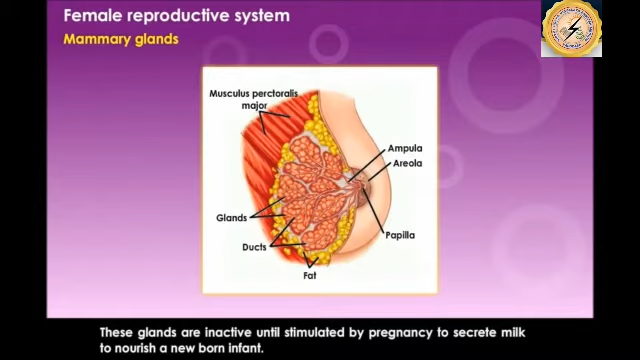 Female reproductive system
Mammary glands
Musculus perctoralis
major
Ampula
Areola
Glands
Papilla
Ducts
Fat
These glands are inactive until stimulated by pregnancy to secrete milk
to nourish a new born infant.